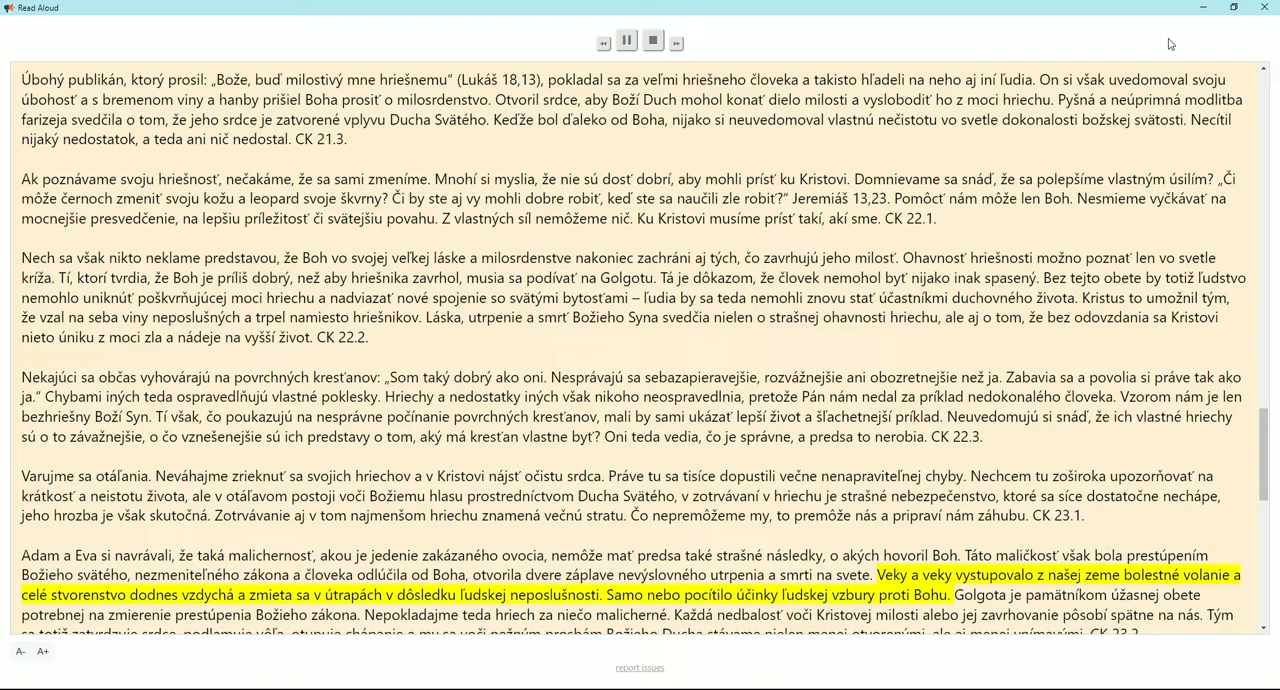 Read Aloud
Úbohý publikán, ktorý prosil: „Bože, buď milostivý mne hriešnemu“ (Lukáš 18,13), pokladal sa za veľmi hriešneho človeka a takisto hľadeli na neho aj iní ľudia. On si však uvedomoval svoju
úbohosť a s bremenom viny a hanby prišiel Boha prosiť o milosrdenstvo. Otvoril srdce, aby Boží Duch mohol konať dielo milosti a vyslobodiť ho z moci hriechu. Pyšná a neúprimná modlitba
farizeja svedčila o tom, že jeho srdce je zatvorené vplyvu Ducha Svätého. Keďže bol ďaleko od Boha, nijako si neuvedomoval vlastnú nečistotu vo svetle dokonalosti božskej svätosti. Necítil
nijaký nedostatok, a teda ani nič nedostal. CK 21.3.
Ak poznávame svoju hriešnosť, nečakáme, že sa sami zmeníme. Mnohí si myslia, že nie sú dosť dobrí, aby mohli prísť ku Kristovi. Domnievame sa snáď, že sa polepšíme vlastným úsilím? „Či
môže černoch zmeniť svoju kožu a leopard svoje škvrny? Či by ste aj vy mohli dobre robiť, keď ste sa naučili zle robiť?“ Jeremiáš 13,23. Pomôcť nám môže len Boh. Nesmieme vyčkávať na
mocnejšie presvedčenie, na lepšiu príležitosť či svätejšiu povahu. Z vlastných síl nemôžeme nič. Ku Kristovi musíme prísť takí, akí sme. CK 22.1.
Nech sa však nikto neklame predstavou, že Boh vo svojej veľkej láske a milosrdenstve nakoniec zachráni aj tých, čo zavrhujú jeho milosť. Ohavnosť hriešnosti možno poznať len vo svetle
kríža. Tí, ktorí tvrdia, že Boh je príliš dobrý, než aby hriešnika zavrhol, musia sa podívať na Golgotu. Tá je dôkazom, že človek nemohol byť nijako inak spasený. Bez tejto obete by totiž ľudstvo
nemohlo uniknúť poškvrňujúcej moci hriechu a nadviazať nové spojenie so svätými bytosťami – ľudia by sa teda nemohli znovu stať účastníkmi duchovného života. Kristus to umožnil tým,
že vzal na seba viny neposlušných a trpel namiesto hriešnikov. Láska, utrpenie a smrť Božieho Syna svedčia nielen o strašnej ohavnosti hriechu, ale aj o tom, že bez odovzdania sa Kristovi
nieto úniku z moci zla a nádeje na vyšší život. CK 22.2.
Nekajúci sa občas vyhovárajú na povrchných kresťanov: „Som taký dobrý ako oni. Nesprávajú sa sebazapieravejšie, rozvážnejšie ani obozretnejšie než ja. Zabavia sa a povolia si práve tak ako
ja.“ Chybami iných teda ospravedlňujú vlastné poklesky. Hriechy a nedostatky iných však nikoho neospravedlnia, pretože Pán nám nedal za príklad nedokonalého človeka. Vzorom nám je len
bezhriešny Boží Syn. Tí však, čo poukazujú na nesprávne počínanie povrchných kresťanov, mali by sami ukázať lepší život a šľachetnejší príklad. Neuvedomujú si snáď, že ich vlastné hriechy
sú o to závažnejšie, o čo vznešenejšie sú ich predstavy o tom, aký má kresťan vlastne byť? Oni teda vedia, čo je správne, a predsa to nerobia. CK 22.3.
Varujme sa otáľania. Neváhajme zrieknuť sa svojich hriechov a v Kristovi nájsť očistu srdca. Práve tu sa tisíce dopustili večne nenapraviteľnej chyby. Nechcem tu zoširoka upozorňovať na
krátkosť a neistotu života, ale v otáľavom postoji voči Božiemu hlasu prostredníctvom Ducha Svätého, v zotrvávaní v hriechu je strašné nebezpečenstvo, ktoré sa síce dostatočne nechápe,
jeho hrozba je však skutočná. Zotrvávanie aj v tom najmenšom hriechu znamená večnú stratu. Čo nepremôžeme my, to premôže nás a pripraví nám záhubu. CK 23.1.
Adam a Eva si navrávali, že taká malichernosť, akou je jedenie zakázaného ovocia, nemôže mať predsa také strašné následky, o akých hovoril Boh. Táto maličkosť však bola prestúpením
Božieho svätého, nezmeniteľného zákona a človeka odlúčila od Boha, otvorila dvere záplave nevýslovného utrpenia a smrti na svete. Veky a veky vystupovalo z našej zeme bolestné volanie a
celé stvorenstvo dodnes vzdychá a zmieta sa v útrapách v dôsledku ľudskej neposlušnosti. Samo nebo pocítilo účinky ľudskej vzbury proti Bohu. Golgota je pamätníkom úžasnej obete
potrebnej na zmierenie prestúpenia Božieho zákona. Nepokladajme teda hriech za niečo malicherné. Každá nedbalosť voči Kristovej milosti alebo jej zavrhovanie pôsobí spätne na nás. Tým
sa totiž zatvrdzuje srdce, podlamuje vôľa, otupuje chápanie a my sa voči nežným prosbám Božieho Ducha stávame nielen menej otvorenými, ale aj menej vnímavými. CK 23.2.
A- A+
report issues